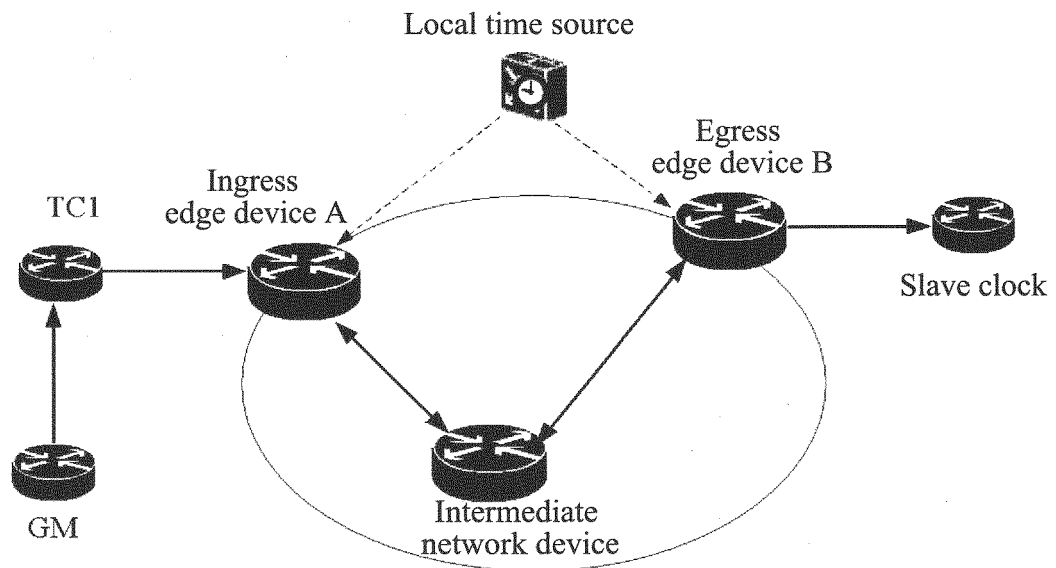 Local time source
Egress
edge device B
Ingress
edge device A
TC1
Slave clock
Intermediate
network device
GM